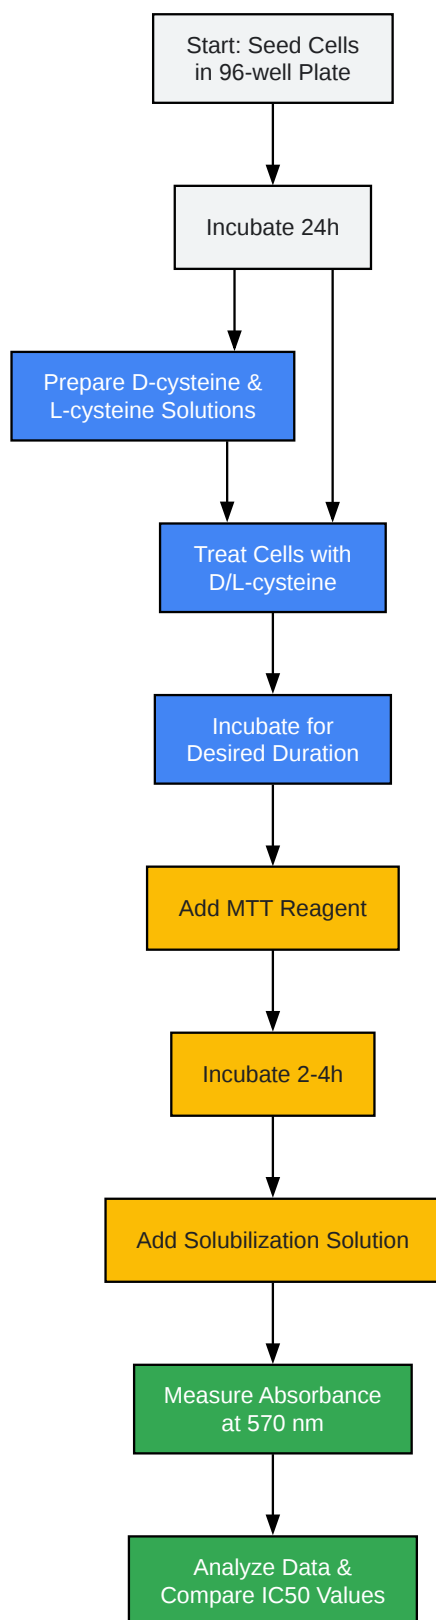 Start: Seed Cells
in 96-well Plate
Incubate 24h
Prepare D-cysteine &
L-cysteine Solutions
Treat Cells with
D/L-cysteine
Incubate for
Desired Duration
Add MTT Reagent
Incubate 2-4h
Add Solubilization Solution
Measure Absorbance
at 570 nm
Analyze Data &
Compare IC50 Values